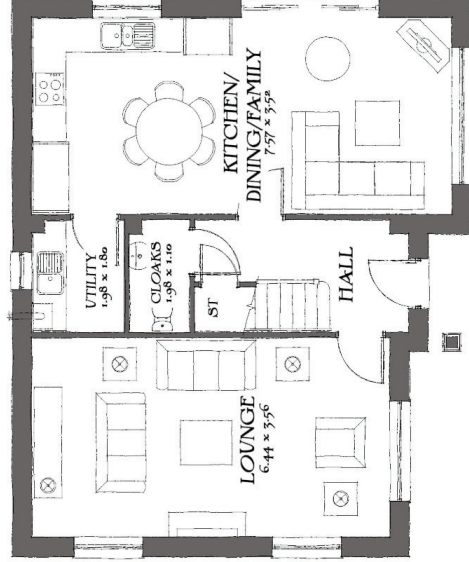 KITCHEN/
DINING/FAMILY
7.57 x 3.52
UTILITY
1.98 x 1.80
CLOAKS
1.98 x 1.10
ST
HALL
LOUNGE
6.44 x 3.56